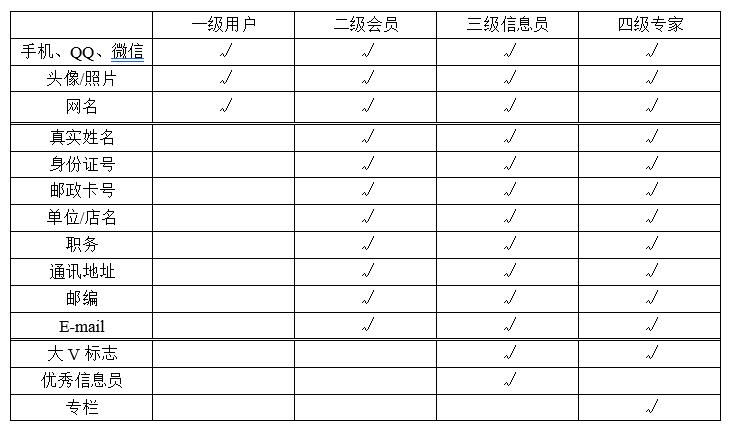 一级用户 二级会员 三级信息员 四级专家
手机、QQ、微信 √ √ √ √
头像/照片 √ √ √ √
网名 √ √ √ √
真实姓名 √ √ √
身份证号 √ √ √
邮政卡号 √ √ √
单位/店名 √ √ √
职务 √ √ √
通讯地址 √ √ √
邮编 √ √ √
E-mail √ √ √
大 V 标志 √ √
优秀信息员 √
专栏 √